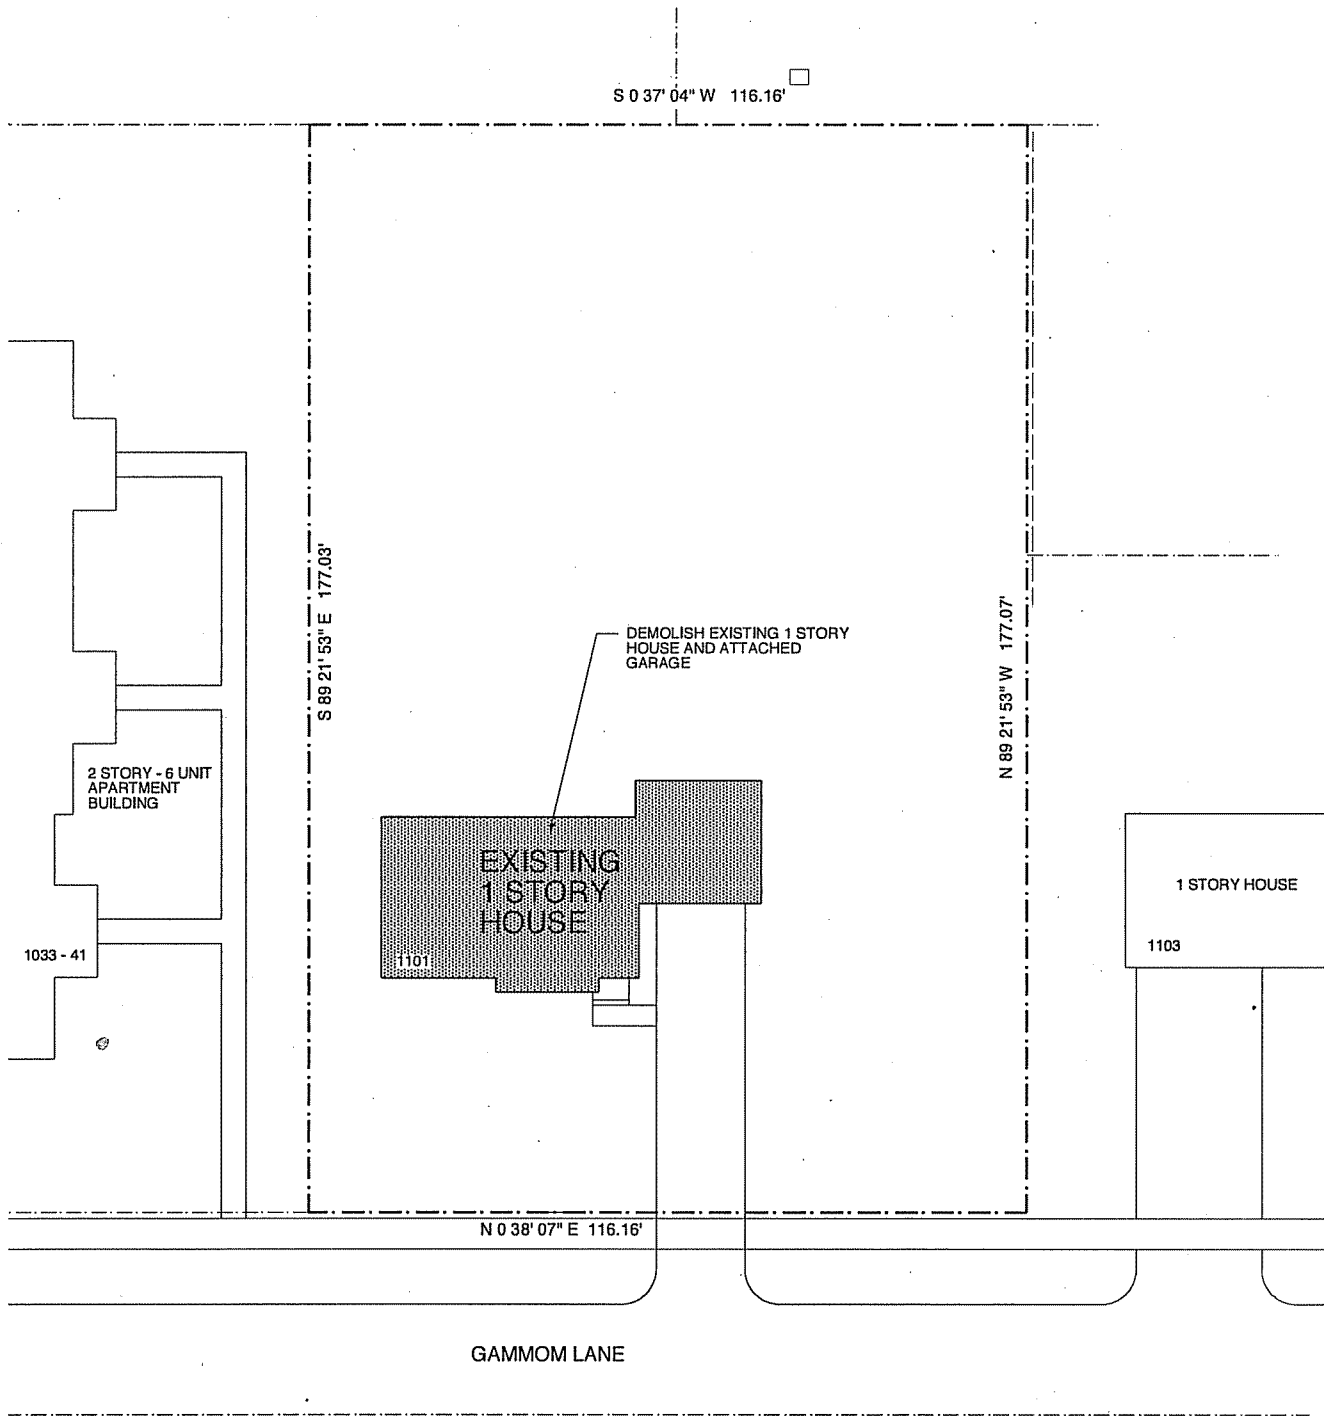 S 0 37' 04" W 116.16'
S 89 21' 53" E 177.03'
N 89 21' 53" W 177.07'
DEMOLISH EXISTING 1 STORY
HOUSE AND ATTACHED
GARAGE
2 STORY - 6 UNIT
APARTMENT
BUILDING
EXISTING
1 STORY
HOUSE
1101
1 STORY HOUSE
1103
1033 - 41
N 0 38' 07" E 116.16'
GAMMOM LANE